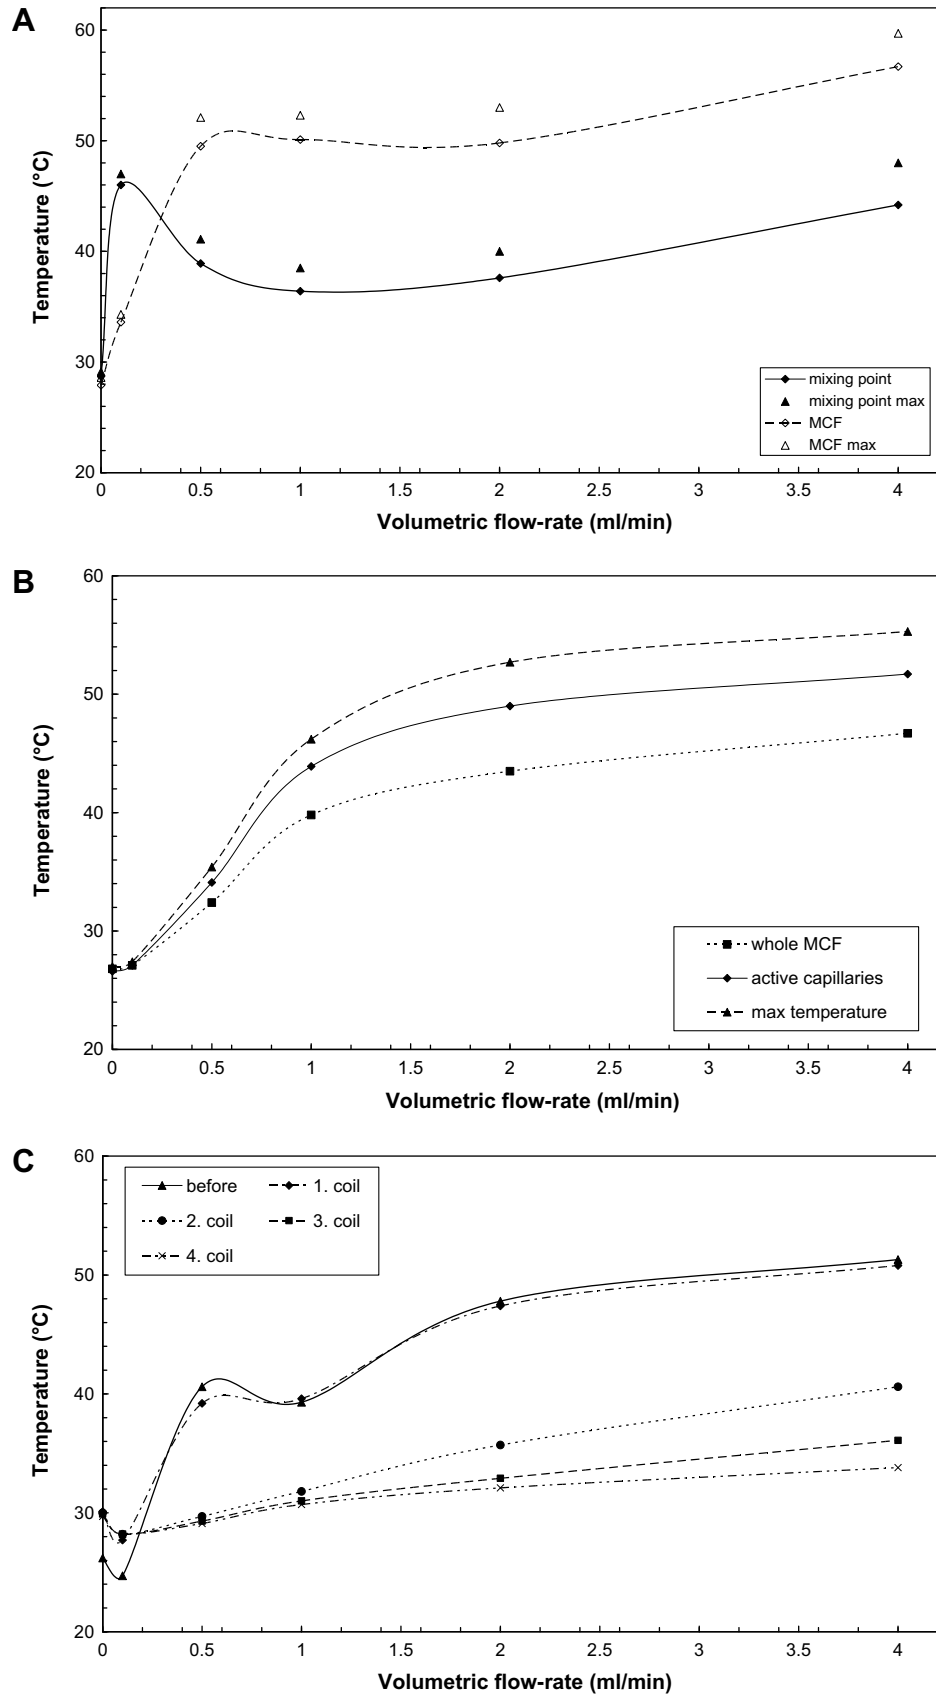 A
60
50
40
30
20
Temperature (°C)
0
0.5
1
1.5
2
2.5
3
3.5
4
Volumetric flow-rate (ml/min)
mixing point
mixing point max
MCF
MCF max
B
60
50
40
30
20
Temperature (°C)
0
0.5
1
1.5
2
2.5
3
3.5
4
Volumetric flow-rate (ml/min)
whole MCF
active capillaries
max temperature
C
60
50
40
30
20
Temperature (°C)
before
1. coil
2. coil
3. coil
4. coil
0
0.5
1
1.5
2
2.5
3
3.5
4
Volumetric flow-rate (ml/min)